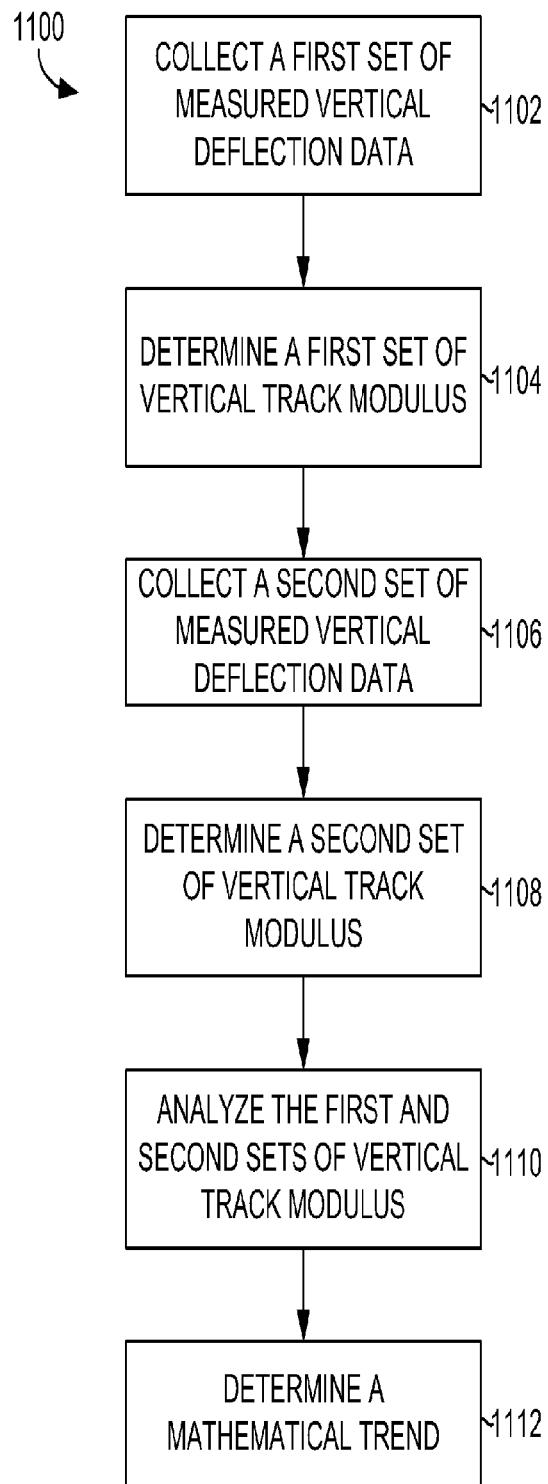 1100
COLLECT A FIRST SET OF
MEASURED VERTICAL
DEFLECTION DATA
1102
DETERMINE A FIRST SET OF
VERTICAL TRACK MODULUS
1104
COLLECT A SECOND SET OF
MEASURED VERTICAL
DEFLECTION DATA
1106
DETERMINE A SECOND SET
OF VERTICAL TRACK
MODULUS
1108
ANALYZE THE FIRST AND
SECOND SETS OF VERTICAL
TRACK MODULUS
1110
DETERMINE A
MATHEMATICAL TREND
1112